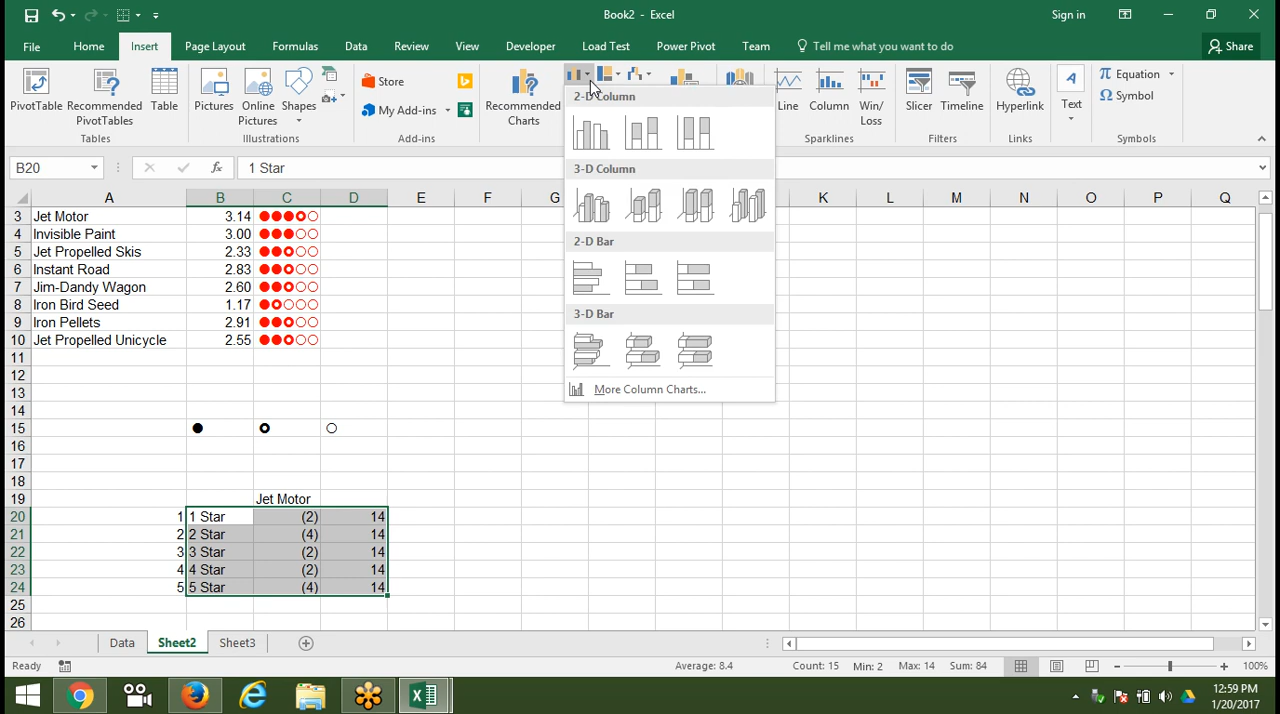 Book2 - Excel
Sign in
File Home Insert Page Layout Formulas Data Review View Developer Load Test Power Pivot Team Tell me what you want to do Share
PivotTable Recommended PivotTables Table
Tables
Pictures Online Pictures Shapes
Illustrations
Store
My Add-ins
Add-ins
Recommended Charts
Line Column Win/Loss
Sparklines
Slicer Timeline
Filters
Hyperlink
Links
Text
π Equation
Ω Symbol
Symbols
2-D Column
3-D Column
2-D Bar
3-D Bar
More Column Charts...
B20 fx 1 Star
A B C D E F G K L M N O P Q
3 Jet Motor 3.14
4 Invisible Paint 3.00
5 Jet Propelled Skis 2.33
6 Instant Road 2.83
7 Jim-Dandy Wagon 2.60
8 Iron Bird Seed 1.17
9 Iron Pellets 2.91
10 Jet Propelled Unicycle 2.55
11
12
13
14
15
16
17
18
19 Jet Motor
20 1 1 Star (2) 14
21 2 2 Star (4) 14
22 3 3 Star (2) 14
23 4 4 Star (2) 14
24 5 5 Star (4) 14
25
26
Data Sheet2 Sheet3
Ready Average: 8.4 Count: 15 Min: 2 Max: 14 Sum: 84 100%
12:59 PM
1/20/2017